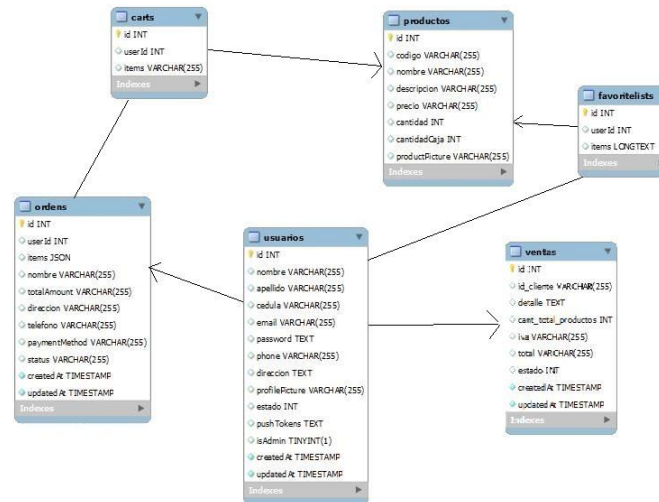 carts
id INT
userId INT
items VARCHAR(255)
Indexes
productos
id INT
codigo VARCHAR(255)
nombre VARCHAR(255)
descripcion VARCHAR(255)
precio VARCHAR(255)
cantidad INT
cantidadCaja INT
productPicture VARCHAR(255)
Indexes
favoritelists
id INT
userId INT
items LONGTEXT
Indexes
ordens
id INT
userId INT
items JSON
nombre VARCHAR(255)
totalAmount VARCHAR(255)
direccion VARCHAR(255)
telefono VARCHAR(255)
paymentMethod VARCHAR(255)
status VARCHAR(255)
createdAt TIMESTAMP
updatedAt TIMESTAMP
Indexes
usuarios
id INT
nombre VARCHAR(255)
apellido VARCHAR(255)
cedula VARCHAR(255)
email VARCHAR(255)
password TEXT
phone VARCHAR(255)
direccion TEXT
profilePicture VARCHAR(255)
estado INT
pushTokens TEXT
isAdmin TINYINT(1)
createdAt TIMESTAMP
updatedAt TIMESTAMP
Indexes
ventas
id INT
id_cliente VARCHAR(255)
detalle TEXT
cant_total_productos INT
iva VARCHAR(255)
total VARCHAR(255)
estado INT
createdAt TIMESTAMP
updatedAt TIMESTAMP
Indexes